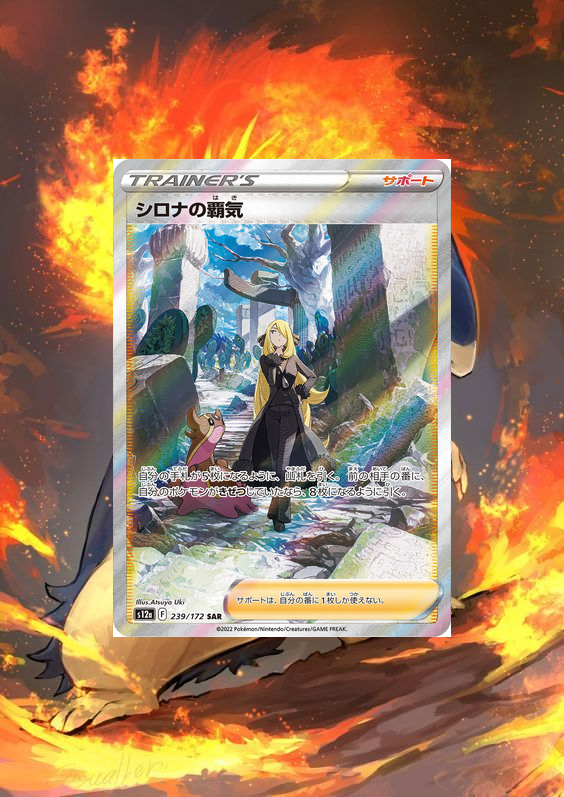 TRAINER'S サポート
シロナの覇気
はき
自分の手札が5枚になるように、山札を引く。前の相手の番に、
自分のポケモンがきぜつしていたなら、8枚になるように引く。
Illus.Atsuya Uki
サポートは、自分の番に1枚しか使えない。
s12a F 239/172 SAR
©2022 Pokémon/Nintendo/Creatures/GAME FREAK.